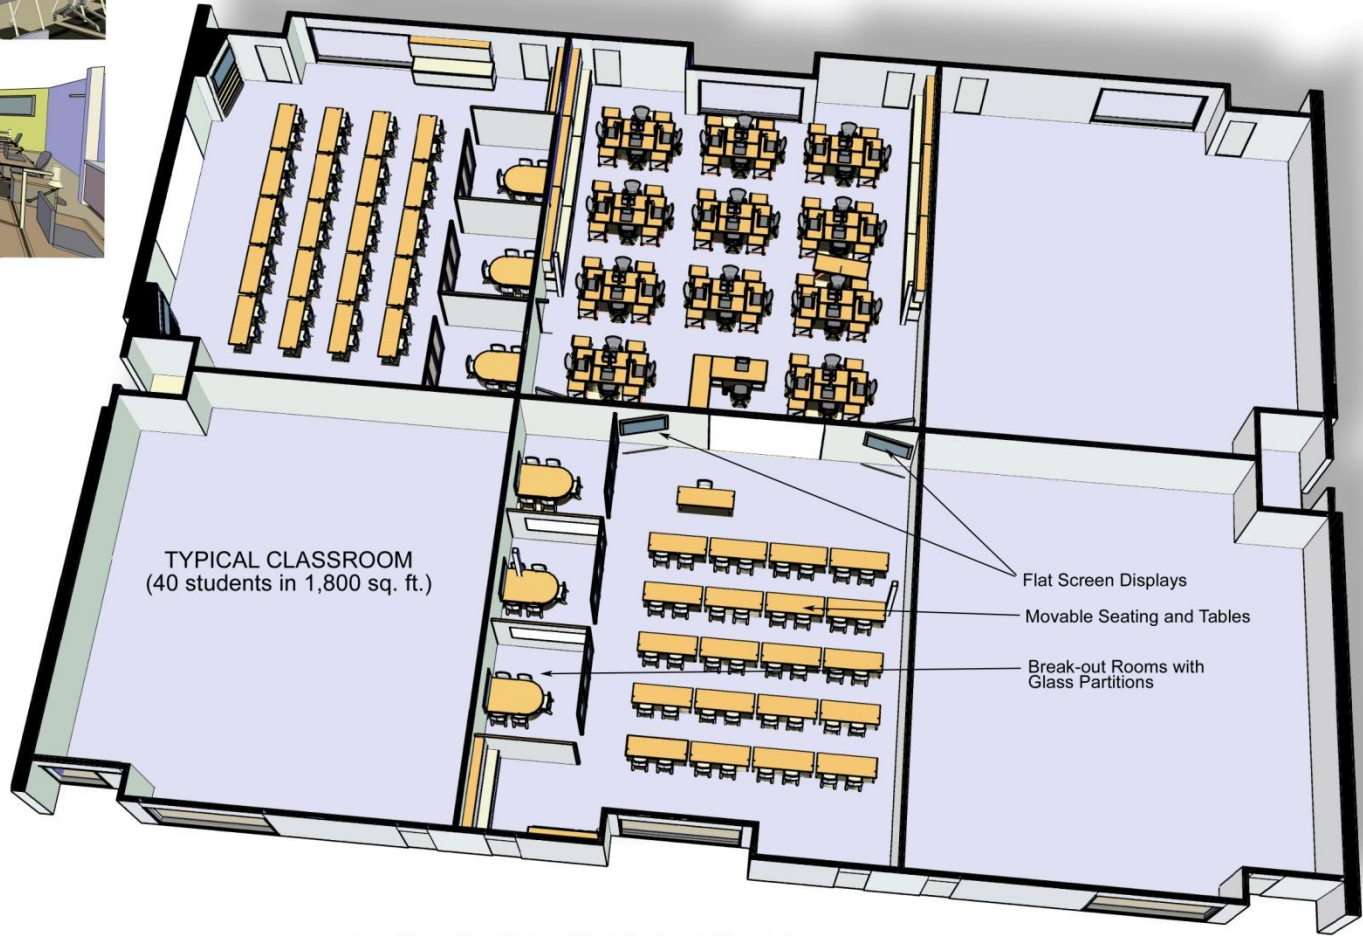 TYPICAL CLASSROOM
(40 students in 1,800 sq. ft.)
Flat Screen Displays
Movable Seating and Tables
Break-out Rooms with
Glass Partitions